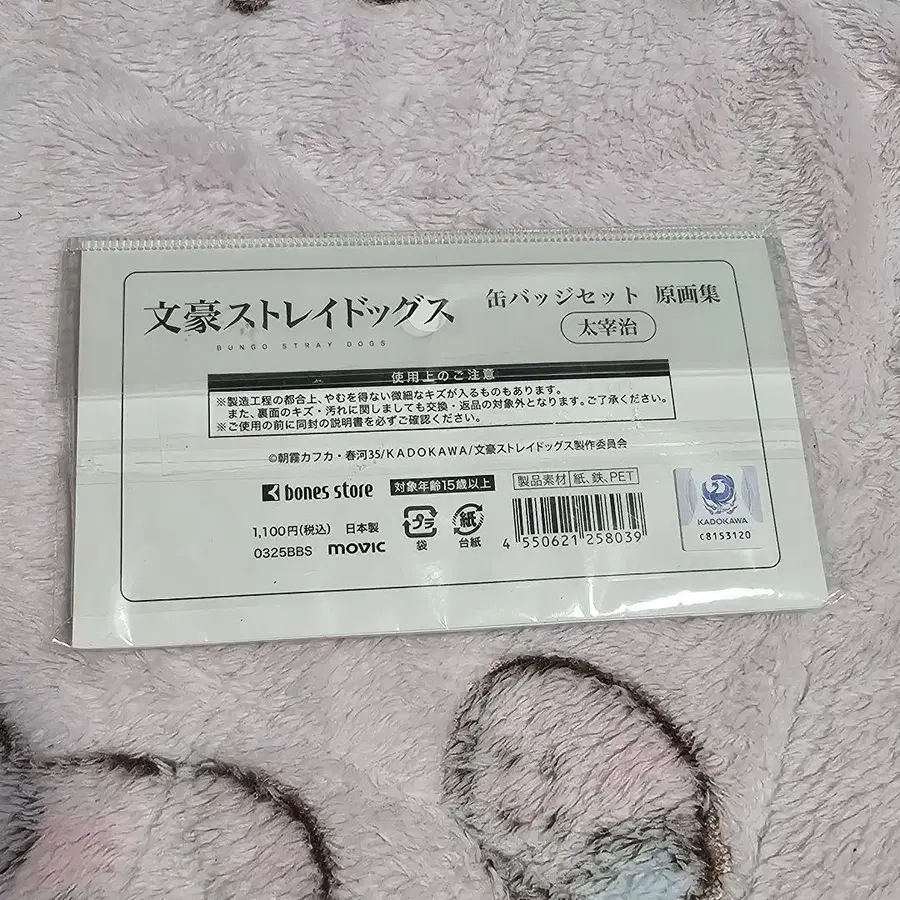 文豪ストレイドッグス
BUNGO STRAY DOGS
缶バッジセット 原画集
太宰治
使用上のご注意
※製造工程の都合上、やむを得ない微細なキズが入るものもあります。
また、裏面のキズ・汚れに関しましても交換・返品の対象外となります。ご了承ください。
※ご使用の前に同封の説明書を必ずご確認ください。
©朝霧カフカ・春河35/KADOKAWA/文豪ストレイドッグス製作委員会
bones store
対象年齢15歳以上
製品素材 紙、鉄、PET
1,100円(税込) 日本製
0325BBS movic
プラ
袋
紙
台紙
4 550621 258039
KADOKAWA
C8153120